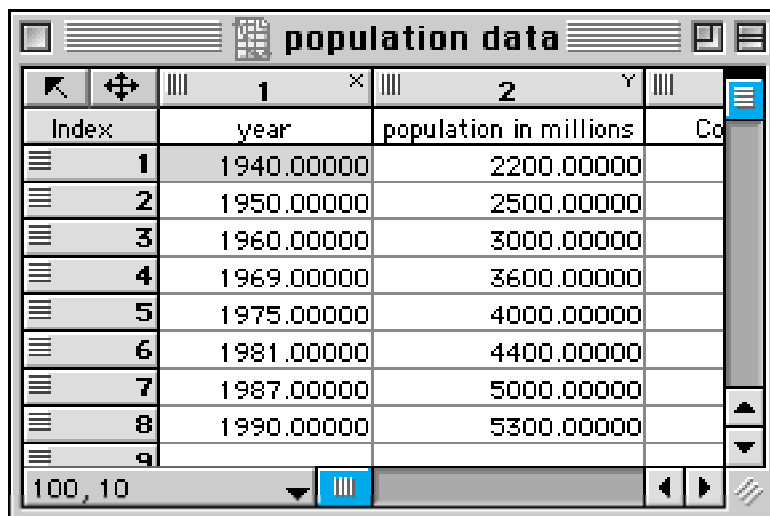 population data
1 X 2 Y
Index year population in millions Co
1 1940.00000 2200.00000
2 1950.00000 2500.00000
3 1960.00000 3000.00000
4 1969.00000 3600.00000
5 1975.00000 4000.00000
6 1981.00000 4400.00000
7 1987.00000 5000.00000
8 1990.00000 5300.00000
9
100, 10